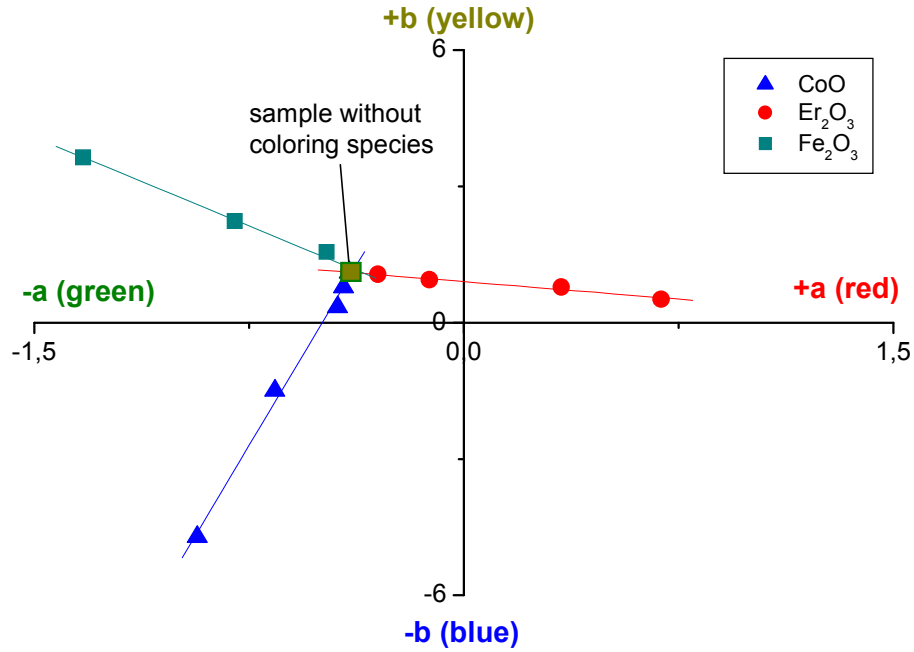 +b (yellow)
6
CoO
Er₂O₃
Fe₂O₃
sample without
coloring species
-a (green)
+a (red)
0
-1,5
0,0
1,5
-6
-b (blue)